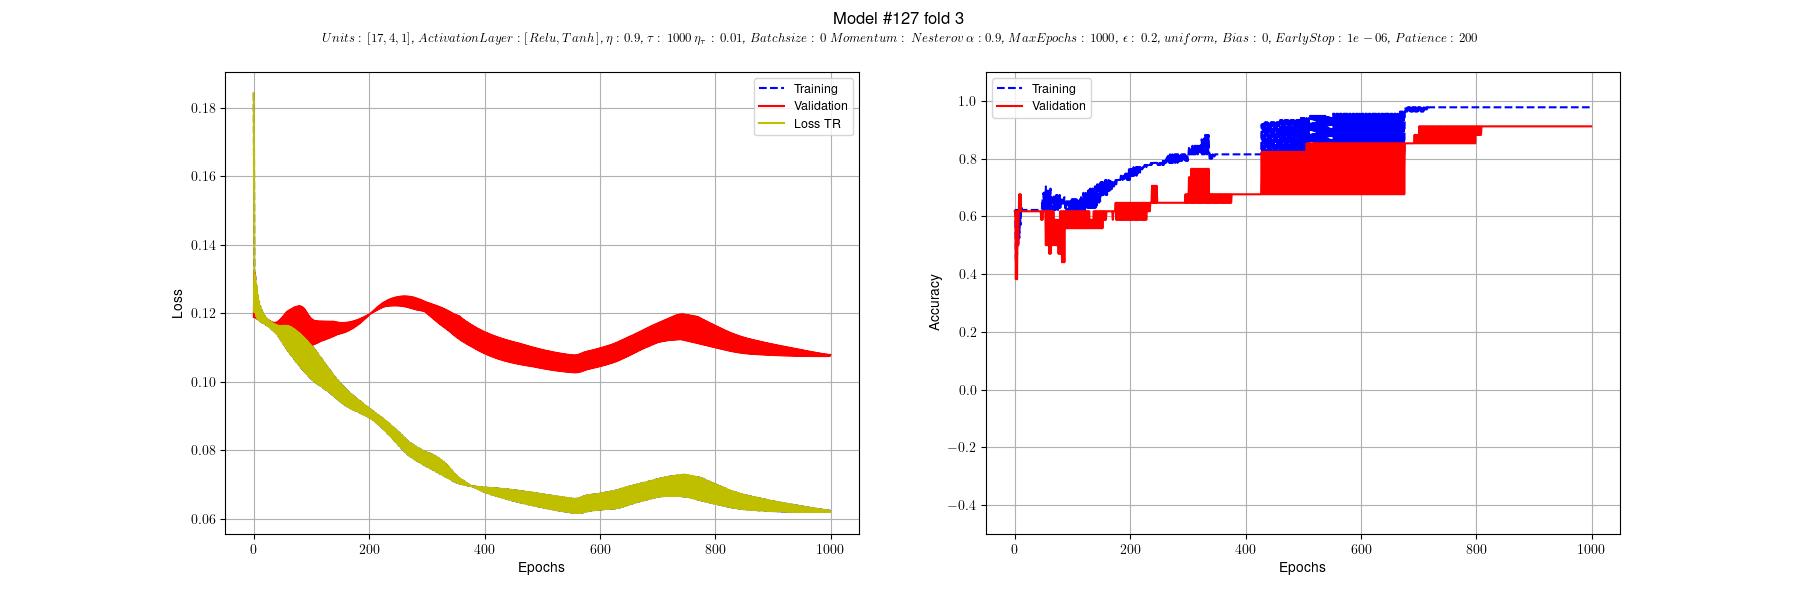 Model #127 fold 3
Units : [17, 4, 1], ActivationLayer : [Relu, Tanh], η : 0.9, τ : 1000 η_τ : 0.01, Batchsize : 0 Momentum : Nesterov α : 0.9, MaxEpochs : 1000, ϵ : 0.2, uniform, Bias : 0, EarlyStop : 1e − 06, Patience : 200
Training
Validation
Loss TR
0.18
0.16
0.14
0.12
0.10
0.08
0.06
Loss
0 200 400 600 800 1000
Epochs
Training
Validation
1.0
0.8
0.6
0.4
0.2
0.0
−0.2
−0.4
Accuracy
0 200 400 600 800 1000
Epochs